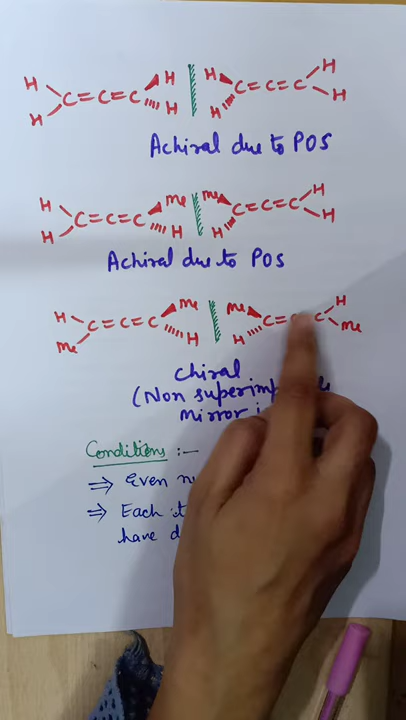 H H H H
C=C=C C=C=C
H H H H
Achiral due to POS
H me me H
C=C=C C=C=C
H H H H
Achiral due to POS
H me me H
C=C=C C=
me H H me
chiral
(Non
Mirror
Conditions :-
⇒ Even
⇒ Each
have